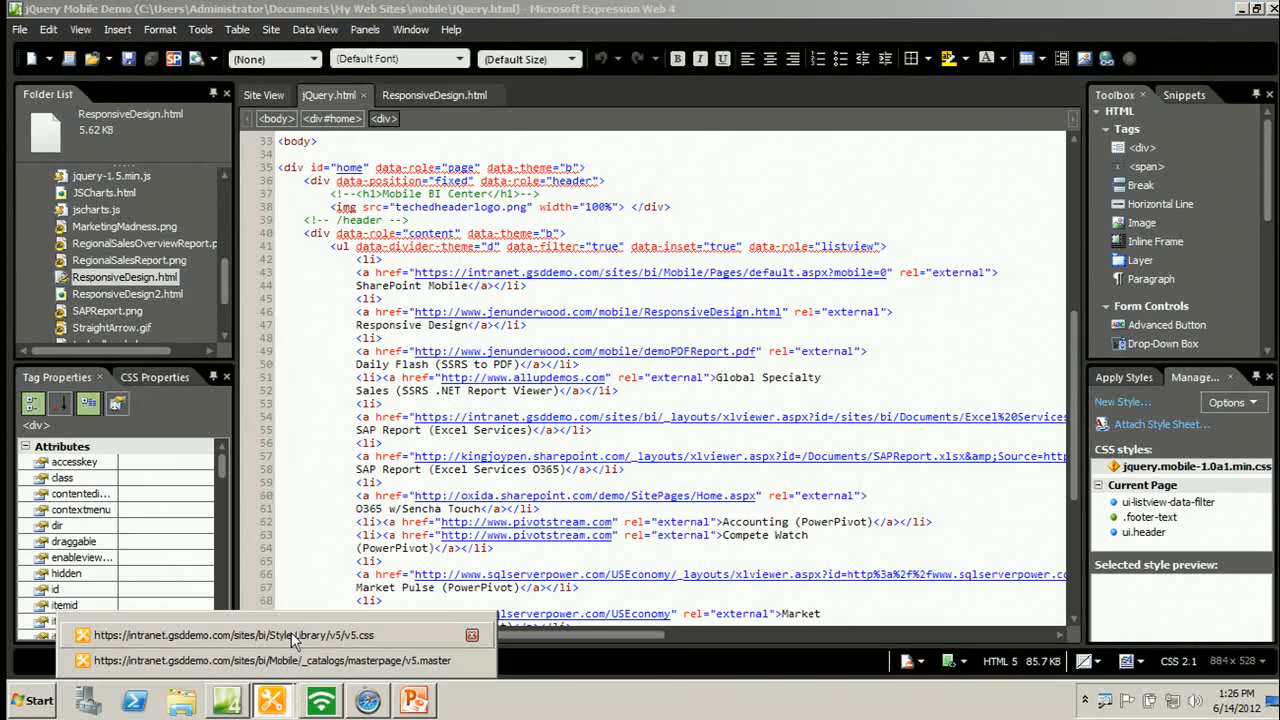 jQuery Mobile Demo (C:\Users\Administrator\Documents\My Web Sites\mobile\jQuery.html) - Microsoft Expression Web 4
File Edit View Insert Format Tools Table Site Data View Panels Window Help
(None) (Default Font) (Default Size) B I U
Folder List
ResponsiveDesign.html
5.62 KB
jquery-1.5.min.js
JSCharts.html
jscharts.js
MarketingMadness.png
RegionalSalesOverviewReport.p
RegionalSalesReport.png
ResponsiveDesign.html
ResponsiveDesign2.html
SAPReport.png
StraightArrow.gif
Tag Properties CSS Properties
<div>
Attributes
accesskey
class
contentedi...
contextmenu
dir
draggable
enableview...
hidden
id
itemid
Site View jQuery.html ResponsiveDesign.html
<body> <div#home> <div>
33 <body>
34
35 <div id="home" data-role="page" data-theme="b">
36 <div data-position="fixed" data-role="header">
37 <!--<h1>Mobile BI Center</h1>-->
38 <img src="techedheaderlogo.png" width="100%"> </div>
39 <!-- /header -->
40 <div data-role="content" data-theme="b">
41 <ul data-divider-theme="d" data-filter="true" data-inset="true" data-role="listview">
42 <li>
43 <a href="https://intranet.gsddemo.com/sites/bi/Mobile/Pages/default.aspx?mobile=0" rel="external">
44 SharePoint Mobile</a></li>
45 <li>
46 <a href="http://www.jenunderwood.com/mobile/ResponsiveDesign.html" rel="external">
47 Responsive Design</a></li>
48 <li>
49 <a href="http://www.jenunderwood.com/mobile/demoPDFReport.pdf" rel="external">
50 Daily Flash (SSRS to PDF)</a></li>
51 <li><a href="http://www.allupdemos.com" rel="external">Global Specialty
52 Sales (SSRS .NET Report Viewer)</a></li>
53 <li>
54 <a href="https://intranet.gsddemo.com/sites/bi/_layouts/xlviewer.aspx?id=/sites/bi/Documents/Excel%20Services
55 SAP Report (Excel Services)</a></li>
56 <li>
57 <a href="http://kingjoypen.sharepoint.com/_layouts/xlviewer.aspx?id=/Documents/SAPReport.xlsx&amp;Source=http
58 SAP Report (Excel Services O365)</a></li>
59 <li>
60 <a href="http://oxida.sharepoint.com/demo/SitePages/Home.aspx" rel="external">
61 O365 w/Sencha Touch</a></li>
62 <li><a href="http://www.pivotstream.com" rel="external">Accounting (PowerPivot)</a></li>
63 <li><a href="http://www.pivotstream.com" rel="external">Compete Watch
64 (PowerPivot)</a></li>
65 <li>
66 <a href="http://www.sqlserverpower.com/USEconomy/_layouts/xlviewer.aspx?id=http%3a%2f%2fwww.sqlserverpower.com
67 Market Pulse (PowerPivot)</a></li>
68 <li>
qlserverpower.com/USEconomy" rel="external">Market
Toolbox Snippets
HTML
Tags
<div>
<span>
Break
Horizontal Line
Image
Inline Frame
Layer
Paragraph
Form Controls
Advanced Button
Drop-Down Box
Apply Styles Manage...
New Style... Options
Attach Style Sheet...
CSS styles:
jquery.mobile-1.0a1.min.css
Current Page
ui-listview-data-filter
.footer-text
ui.header
Selected style preview:
https://intranet.gsddemo.com/sites/bi/Style Library/v5/v5.css
https://intranet.gsddemo.com/sites/bi/Mobile/_catalogs/masterpage/v5.master
HTML 5 85.7 KB CSS 2.1 884 x 528
Start
1:26 PM
6/14/2012